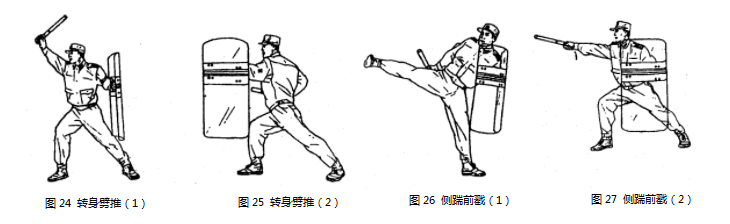 图 24 转身劈推（1）
图 25 转身劈推（2）
图 26 侧踹前戳（1）
图 27 侧踹前戳（2）